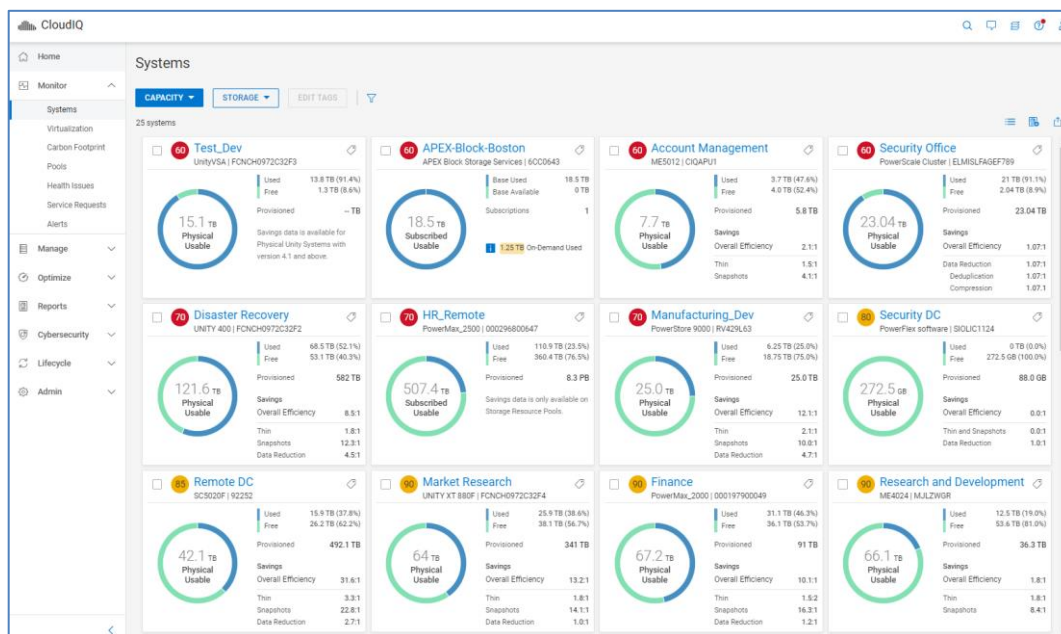 CloudIQ
Home
Monitor
Systems
Virtualization
Carbon Footprint
Pools
Health Issues
Service Requests
Alerts
Manage
Optimize
Reports
Cybersecurity
Lifecycle
Admin
Systems
CAPACITY
STORAGE
EDIT TAGS
25 systems
60 Test_Dev
UnityVSA | FCNCH0972C32F3
Used 13.8 TB (91.4%)
Free 1.3 TB (8.6%)
Provisioned -- TB
15.1 TB
Physical
Usable
Savings data is available for
Physical Unity Systems with
version 4.1 and above.
60 APEX-Block-Boston
APEX Block Storage Services | 6CC0643
Base Used 18.5 TB
Base Available 0 TB
Subscriptions 1
18.5 TB
Subscribed
Usable
1.25 TB On-Demand Used
60 Account Management
ME5012 | CIQAPU1
Used 3.7 TB (47.6%)
Free 4.0 TB (52.4%)
Provisioned 5.8 TB
7.7 TB
Physical
Usable
Savings
Overall Efficiency 2.1:1
Thin 1.5:1
Snapshots 4.1:1
60 Security Office
PowerScale Cluster | ELMISLFAGEF789
Used 21 TB (91.1%)
Free 2.04 TB (8.9%)
Provisioned 23.04 TB
23.04 TB
Physical
Usable
Savings
Overall Efficiency 1.07:1
Data Reduction 1.07:1
Deduplication 1.07:1
Compression 1.07.1
70 Disaster Recovery
UNITY 400 | FCNCH0972C32F2
Used 68.5 TB (52.1%)
Free 53.1 TB (40.3%)
Provisioned 582 TB
121.6 TB
Physical
Usable
Savings
Overall Efficiency 8.5:1
Thin 1.8:1
Snapshots 12.3:1
Data Reduction 4.5:1
70 HR_Remote
PowerMax_2500 | 000296800647
Used 110.9 TB (23.5%)
Free 360.4 TB (76.5%)
Provisioned 8.3 PB
507.4 TB
Subscribed
Usable
Savings data is only available on
Storage Resource Pools.
70 Manufacturing_Dev
PowerStore 9000 | RV429L63
Used 6.25 TB (25.0%)
Free 18.75 TB (75.0%)
Provisioned 25.0 TB
25.0 TB
Physical
Usable
Savings
Overall Efficiency 12.1:1
Thin 2.1:1
Snapshots 10.0:1
Data Reduction 4.7:1
80 Security DC
PowerFlex software | SIOLIC1124
Used 0 TB (0.0%)
Free 272.5 GB (100.0%)
Provisioned 88.0 GB
272.5 GB
Physical
Usable
Savings
Overall Efficiency 0.0:1
Thin and Snapshots 0.0:1
Data Reduction 1.0:1
85 Remote DC
SC5020F | 92252
Used 15.9 TB (37.8%)
Free 26.2 TB (62.2%)
Provisioned 492.1 TB
42.1 TB
Physical
Usable
Savings
Overall Efficiency 31.6:1
Thin 3.3:1
Snapshots 22.8:1
Data Reduction 2.7:1
90 Market Research
UNITY XT 880F | FCNCH0972C32F4
Used 25.9 TB (38.6%)
Free 38.1 TB (56.7%)
Provisioned 341 TB
64 TB
Physical
Usable
Savings
Overall Efficiency 13.2:1
Thin 1.8:1
Snapshots 14.1:1
Data Reduction 1.0:1
90 Finance
PowerMax_2000 | 000197900049
Used 31.1 TB (46.3%)
Free 36.1 TB (53.7%)
Provisioned 91 TB
67.2 TB
Physical
Usable
Savings
Overall Efficiency 10.1:1
Thin 1.5:2
Snapshots 16.3:1
Data Reduction 1.2:1
90 Research and Development
ME4024 | MJLZWGR
Used 12.5 TB (19.0%)
Free 53.6 TB (81.0%)
Provisioned 36.3 TB
66.1 TB
Physical
Usable
Savings
Overall Efficiency 1.8:1
Thin 1.8:1
Snapshots 8.4:1